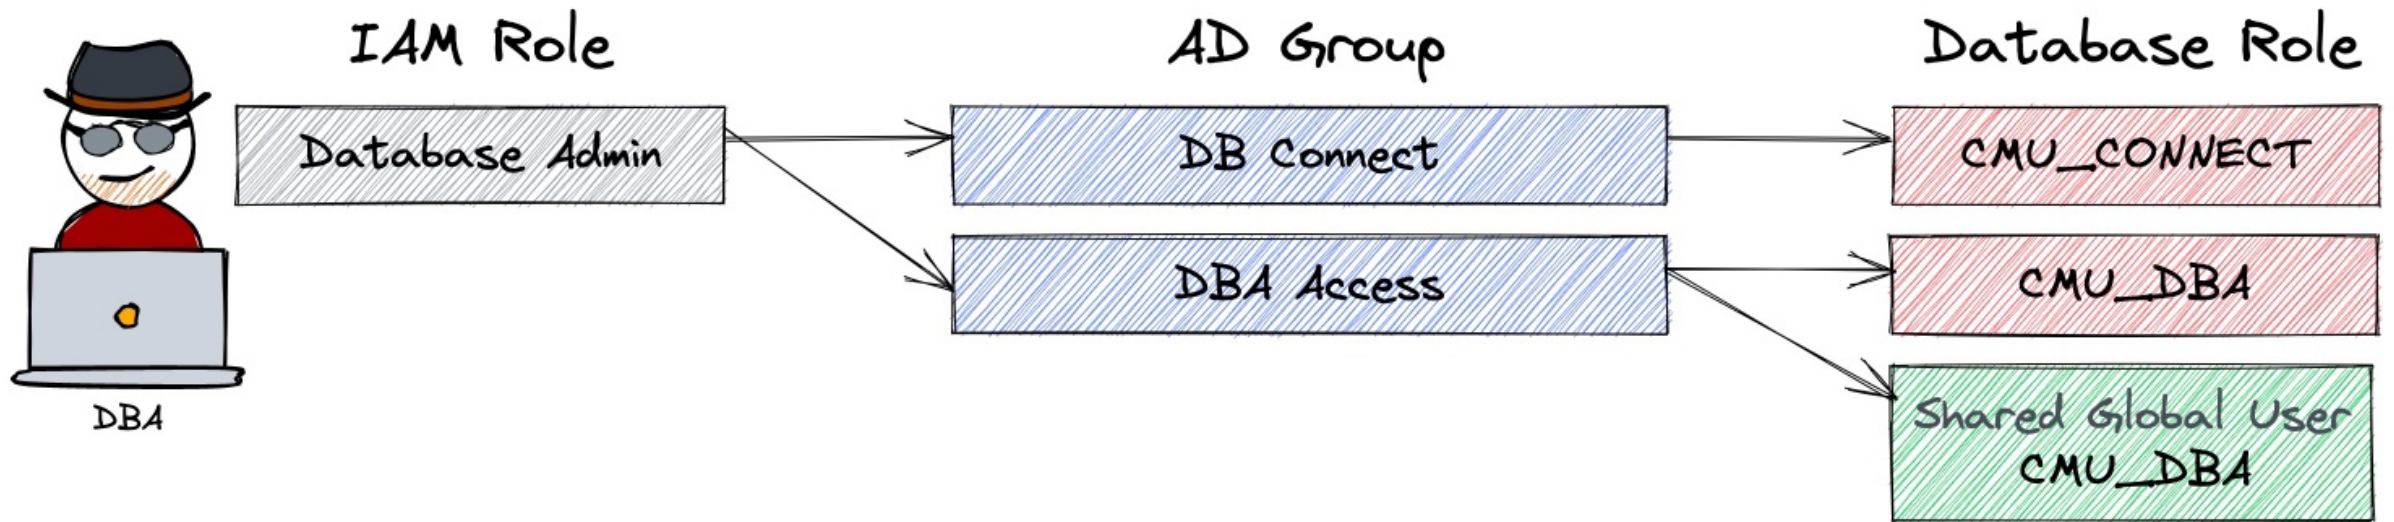 IAM Role
AD Group
Database Role
Database Admin
DB Connect
CMU_CONNECT
DBA Access
CMU_DBA
Shared Global User
CMU_DBA
DBA